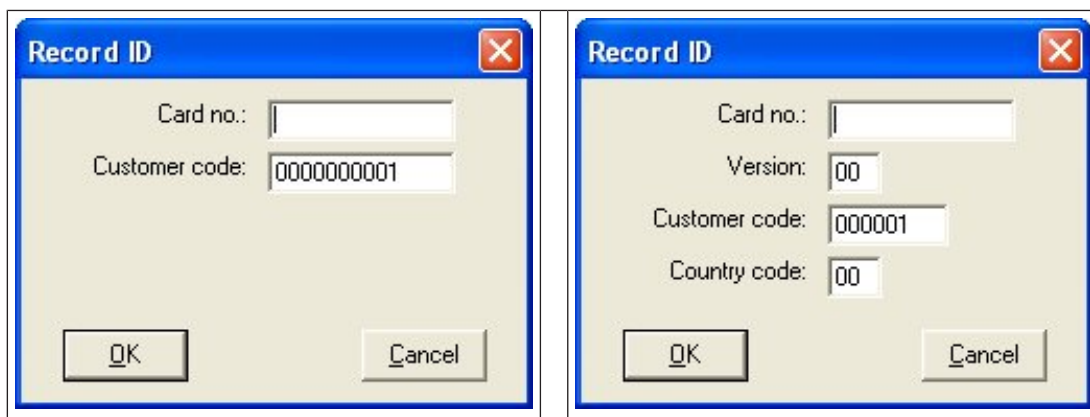 Record ID
Card no.:
Customer code: 0000000001
OK Cancel
Record ID
Card no.:
Version: 00
Customer code: 000001
Country code: 00
OK Cancel